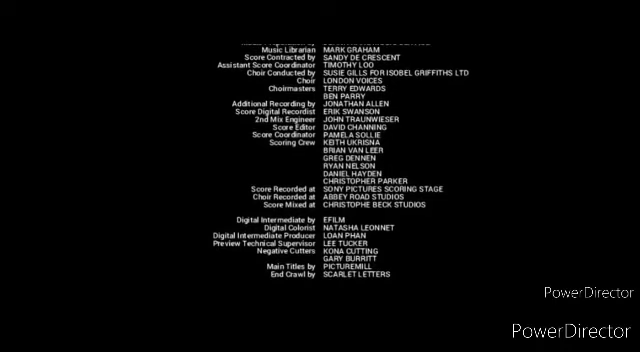 Music Librarian MARK GRAHAM
Score Contracted by SANDY DE CRESCENT
Assistant Score Coordinator TIMOTHY LOO
Choir Conducted by SUSIE GILLS FOR ISOBEL GRIFFITHS LTD
Choir LONDON VOICES
Choirmasters TERRY EDWARDS
BEN PARRY
Additional Recording by JONATHAN ALLEN
Score Digital Recordist ERIK SWANSON
2nd Mix Engineer JOHN TRAUNWIESER
Score Editor DAVID CHANNING
Score Coordinator PAMELA SOLLIE
Scoring Crew KEITH UKRISNA
BRIAN VAN LEER
GREG DENNEN
RYAN NELSON
DANIEL HAYDEN
CHRISTOPHER PARKER
Score Recorded at SONY PICTURES SCORING STAGE
Choir Recorded at ABBEY ROAD STUDIOS
Score Mixed at CHRISTOPHE BECK STUDIOS
Digital Intermediate by EFILM
Digital Colorist NATASHA LEONNET
Digital Intermediate Producer LOAN PHAN
Preview Technical Supervisor LEE TUCKER
Negative Cutters KONA CUTTING
GARY BURRITT
Main Titles by PICTUREMILL
End Crawl by SCARLET LETTERS
PowerDirector
PowerDirector